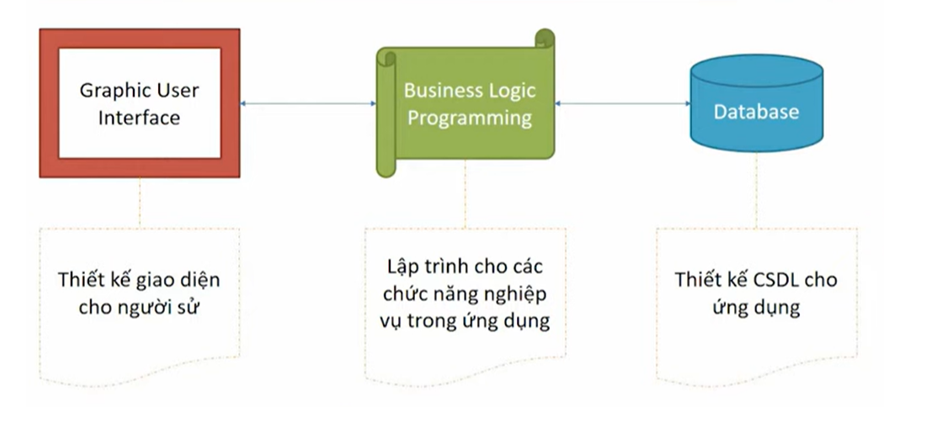 Graphic User
Interface
Business Logic
Programming
Database
Thiết kế giao diện
cho người sử
Lập trình cho các
chức năng nghiệp
vụ trong ứng dụng
Thiết kế CSDL cho
ứng dụng